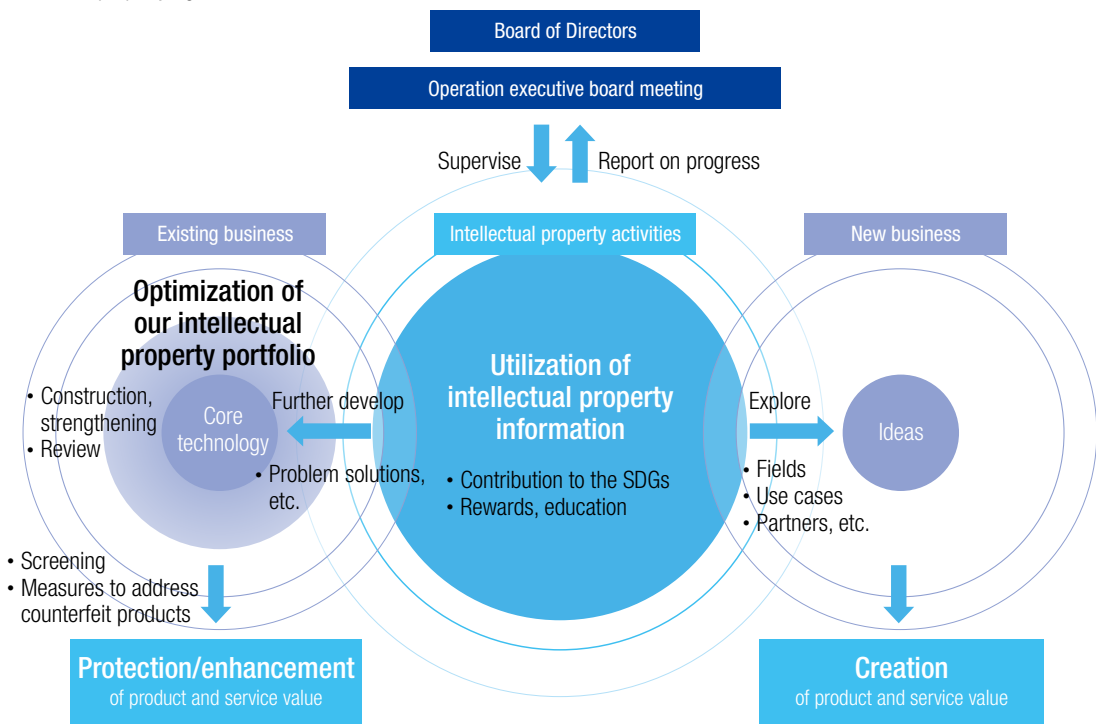 Board of Directors
Operation executive board meeting
Supervise
Report on progress
Existing business
Intellectual property activities
New business
Optimization of
our intellectual
property portfolio
• Construction,
strengthening
• Review
Core
technology
Further develop
• Problem solutions,
etc.
Utilization of
intellectual property
information
• Contribution to the SDGs
• Rewards, education
Explore
• Fields
• Use cases
• Partners, etc.
Ideas
• Screening
• Measures to address
counterfeit products
Protection/enhancement
of product and service value
Creation
of product and service value